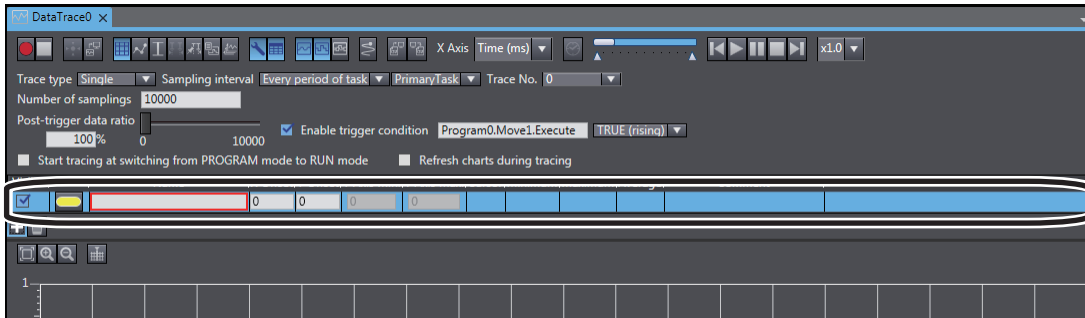 DataTrace0
X Axis Time (ms) x1.0
Trace type Single Sampling interval Every period of task PrimaryTask Trace No. 0
Number of samplings 10000
Post-trigger data ratio
Enable trigger condition Program0.Move1.Execute TRUE (rising)
100 % 0 10000
Start tracing at switching from PROGRAM mode to RUN mode Refresh charts during tracing
0 0 0 0
1